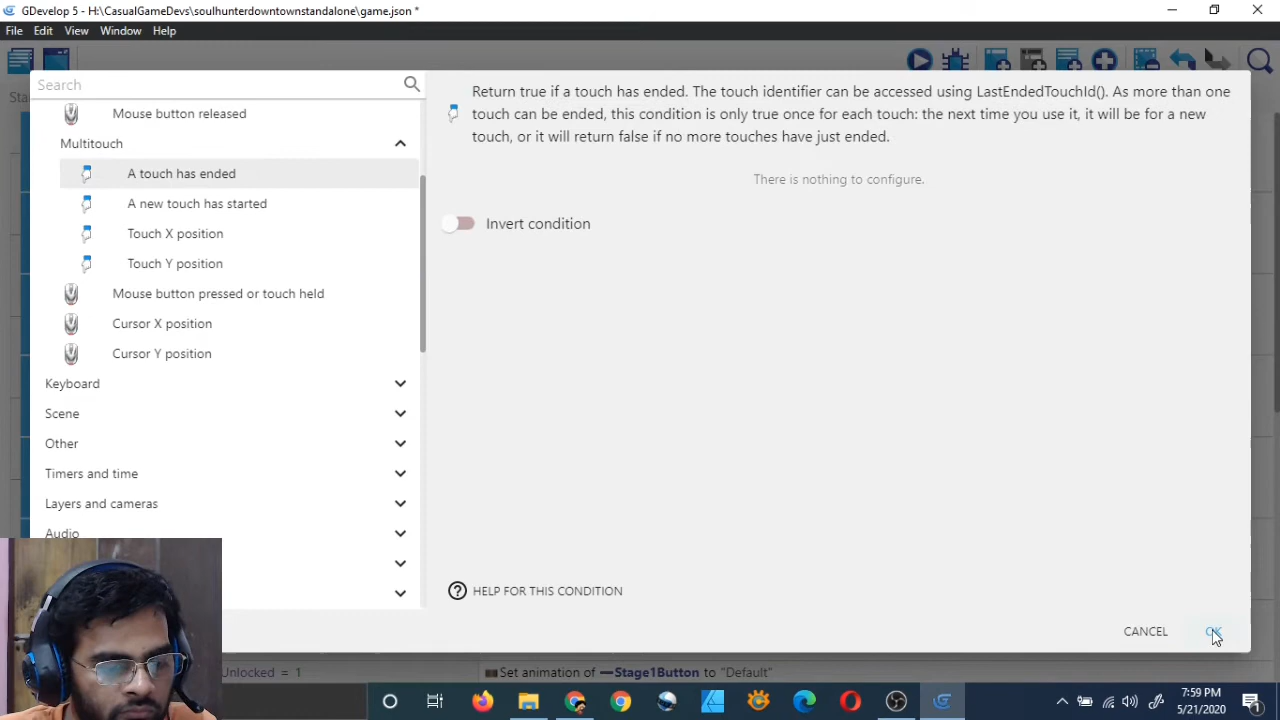 GDevelop 5 - H:\CasualGameDevs\soulhunterdowntownstandalone\game.json *
File Edit View Window Help
Search
Mouse button released
Multitouch
A touch has ended
A new touch has started
Touch X position
Touch Y position
Mouse button pressed or touch held
Cursor X position
Cursor Y position
Keyboard
Scene
Other
Timers and time
Layers and cameras
Audio
Return true if a touch has ended. The touch identifier can be accessed using LastEndedTouchId(). As more than one
touch can be ended, this condition is only true once for each touch: the next time you use it, it will be for a new
touch, or it will return false if no more touches have just ended.
There is nothing to configure.
Invert condition
? HELP FOR THIS CONDITION
CANCEL OK
Unlocked = 1
Set animation of Stage1Button to "Default"
7:59 PM
5/21/2020